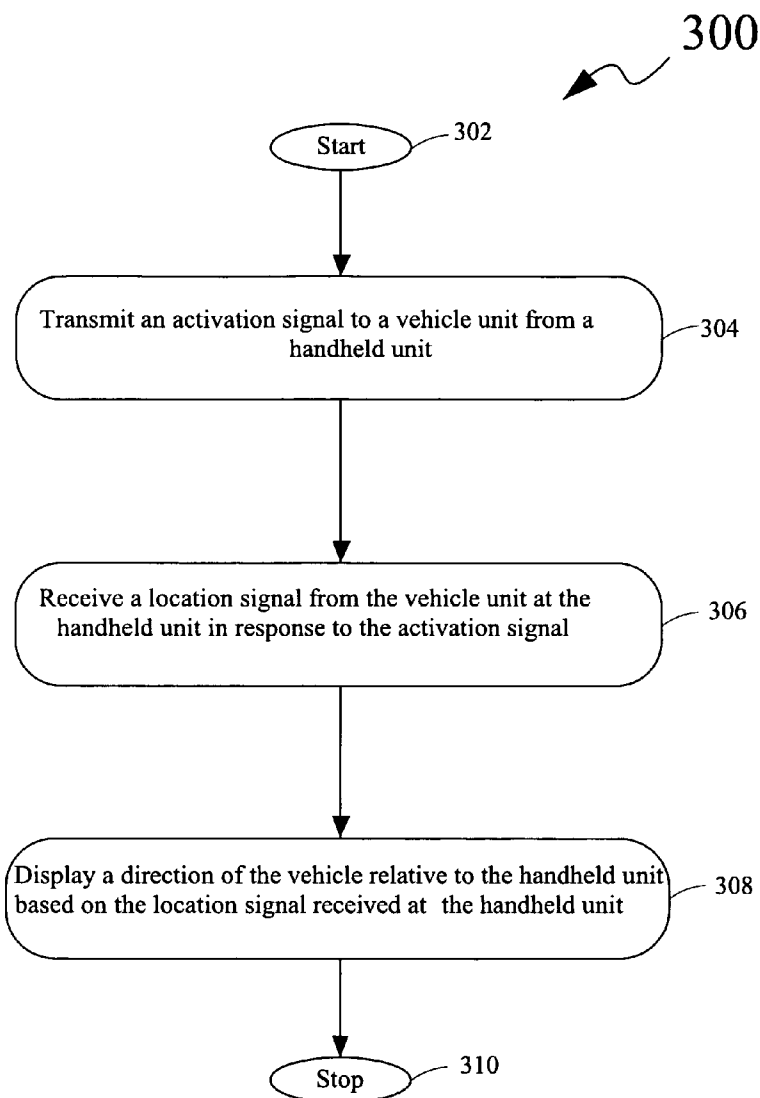 300
Start
302
Transmit an activation signal to a vehicle unit from a
handheld unit
304
Receive a location signal from the vehicle unit at the
handheld unit in response to the activation signal
306
Display a direction of the vehicle relative to the handheld unit
based on the location signal received at the handheld unit
308
Stop
310